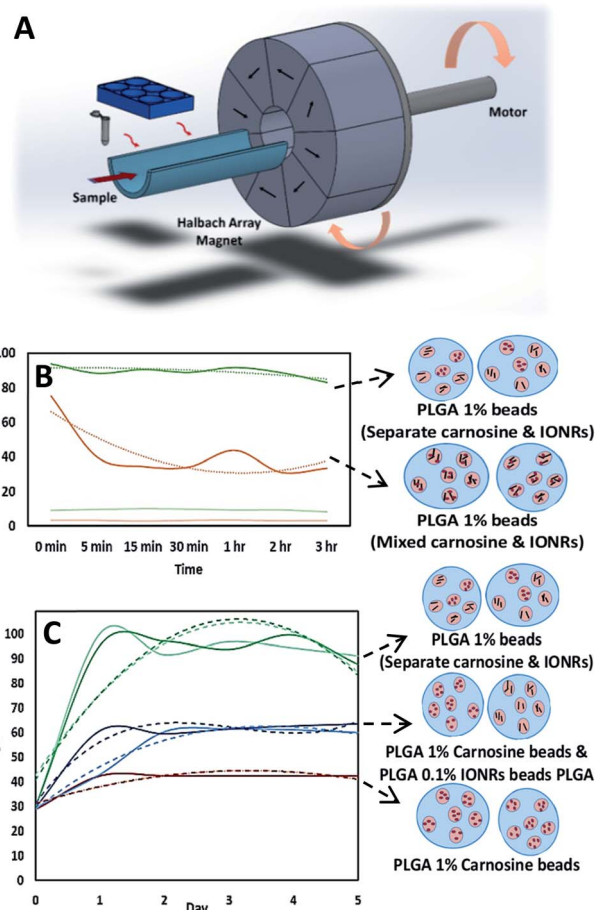 A
Motor
Sample
Halbach Array
Magnet
B
100
80
60
40
20
0
0 min 5 min 15 min 30 min 1 hr 2 hr 3 hr
Time
PLGA 1% beads
(Separate carnosine & IONRs)
PLGA 1% beads
(Mixed carnosine & IONRs)
C
100
90
80
70
60
50
40
30
20
10
0
0 1 2 3 4 5
Day
PLGA 1% beads
(Separate carnosine & IONRs)
PLGA 1% Carnosine beads &
PLGA 0.1% IONRs beads PLGA
PLGA 1% Carnosine beads